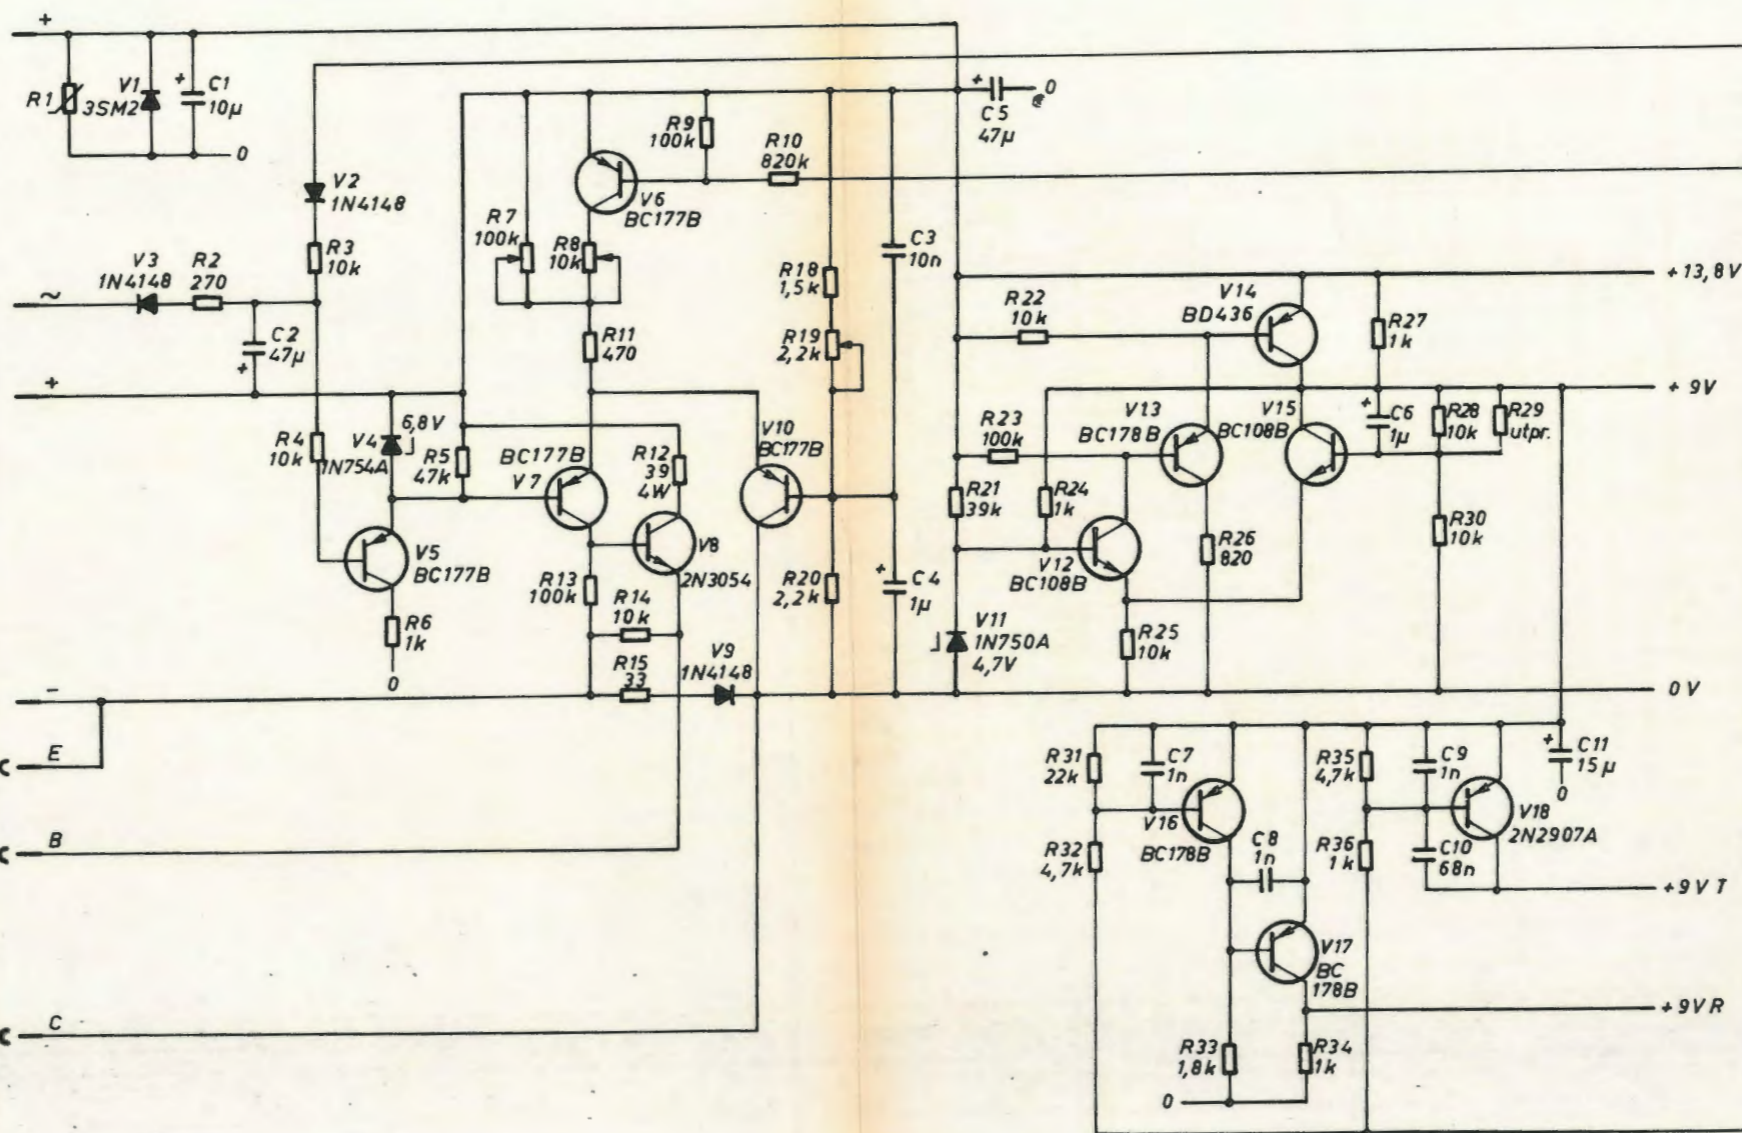 +
R1
V1
3SM2
+
C1
10µ
0
V2
1N4148
R3
10k
V3
1N4148
R2
270
~
C2
47µ
+
+
R4
10k
V4
6,8V
1N754A
R5
47k
V5
BC177B
R6
1k
0
R7
100k
R8
10k
V6
BC177B
R9
100k
R10
820k
R11
470
BC177B
V7
R12
39
4W
V8
2N3054
R13
100k
R14
10k
R15
33
V9
1N4148
V10
BC177B
R18
1,5k
R19
2,2k
R20
2,2k
C3
10n
+
C4
1µ
+
C5
47µ
0
R22
10k
V14
BD436
R27
1k
+13,8V
+ 9V
R23
100k
V13
BC178B
V15
BC108B
+
C6
1µ
R28
10k
R29
utpr.
R21
39k
R24
1k
V12
BC108B
R26
820
R30
10k
V11
1N750A
4,7V
R25
10k
0V
-
E
B
C
R31
22k
C7
1n
V16
BC178B
R32
4,7k
C8
1n
R35
4,7k
C9
1n
V18
2N2907A
+
C11
15µ
0
R36
1k
C10
68n
+9VT
V17
BC
178B
+9VR
R33
1,8k
R34
1k
0